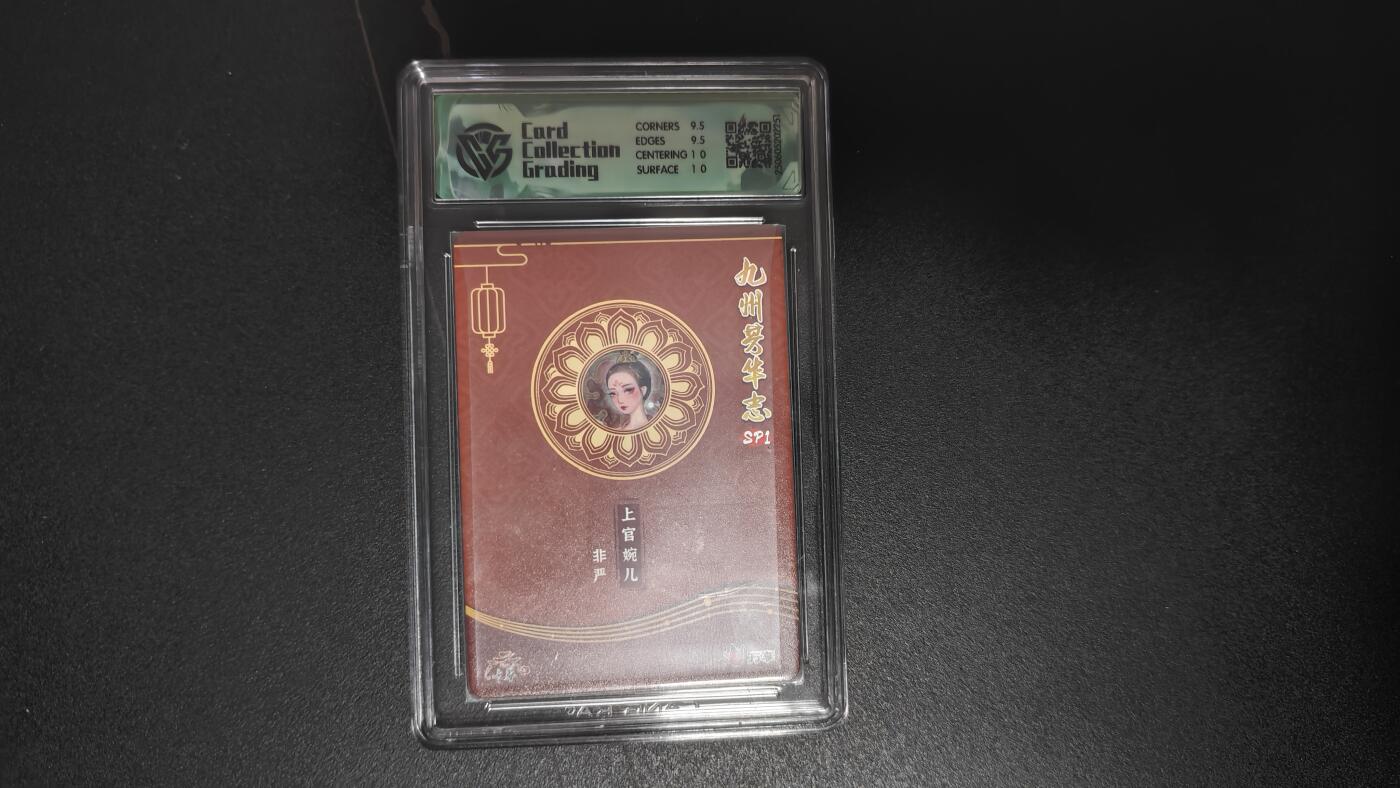 Card
Collection
Grading
CORNERS 9.5
EDGES 9.5
CENTERING 10
SURFACE 10
九州舜华志
SP1
上官婉儿
非严